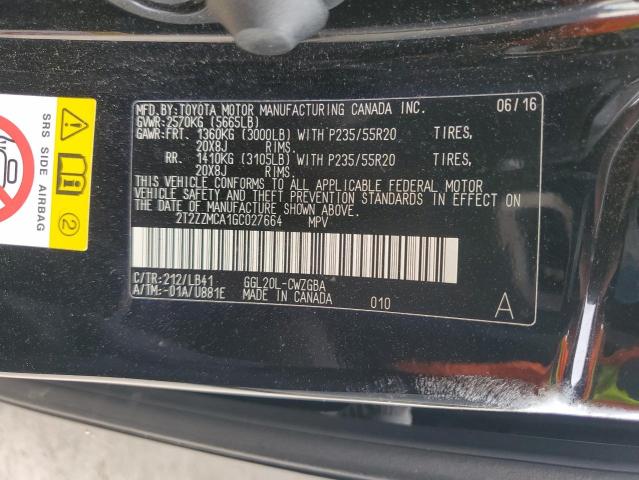 MFD.BY:TOYOTA MOTOR MANUFACTURING CANADA INC. 06/16
GVWR:2570KG (5665LB)
GAWR:FRT. 1360KG (3000LB) WITH P235/55R20 TIRES,
20X8J RIMS.
RR. 1410KG (3105LB) WITH P235/55R20 TIRES,
20X8J RIMS.
THIS VEHICLE CONFORMS TO ALL APPLICABLE FEDERAL MOTOR
VEHICLE SAFETY AND THEFT PREVENTION STANDARDS IN EFFECT ON
THE DATE OF MANUFACTURE SHOWN ABOVE.
2T2ZZMCA1GC027664 MPV
C/TR:212/LB41 GGL20L-CWZGBA
A/TM:-01A/U881E MADE IN CANADA 010 A
SRS SIDE AIRBAG
2